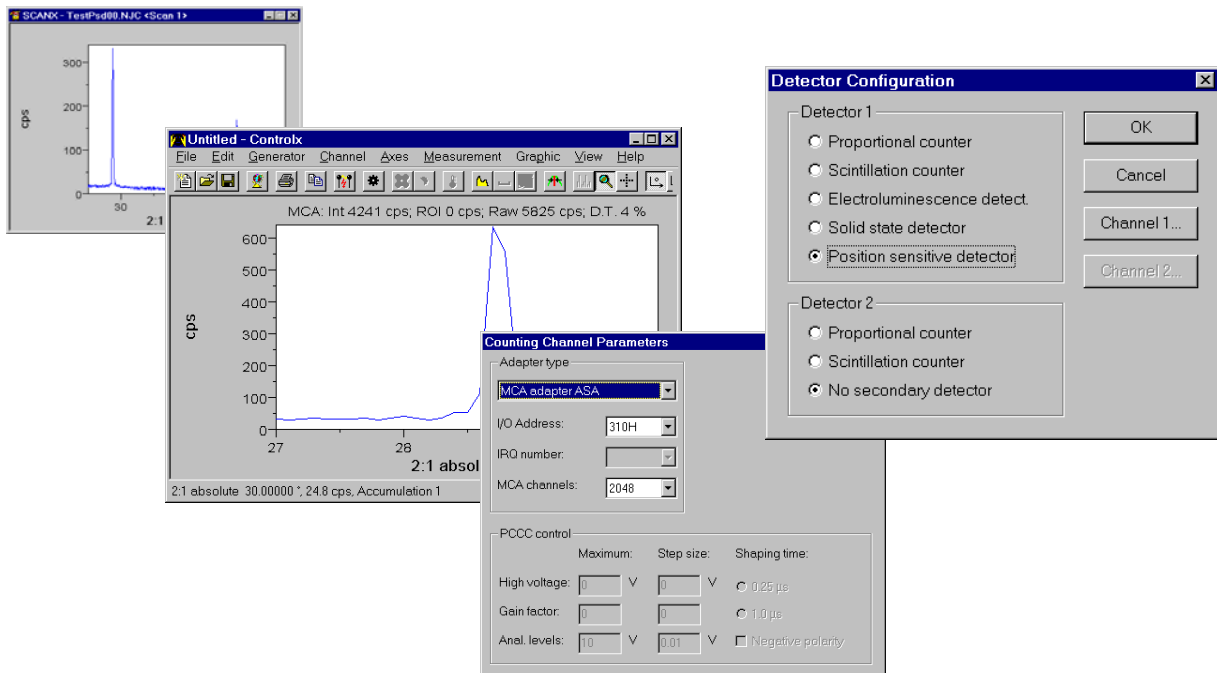 SCANX - TestPsd00.NJC <Scan 1>
300
200
100
0
cps
30
2:1
Untitled - Controlx
File Edit Generator Channel Axes Measurement Graphic View Help
MCA: Int 4241 cps; ROI 0 cps; Raw 5825 cps; D.T. 4 %
600
500
400
300
200
100
0
cps
27 28
2:1 absol
2:1 absolute 30.00000 °, 24.8 cps, Accumulation 1
Counting Channel Parameters
Adapter type
MCA adapter ASA
I/O Address: 310H
IRQ number:
MCA channels: 2048
PCCC control
Maximum: Step size: Shaping time:
High voltage: 0 V 0 V 0.25 µs
Gain factor: 0 0 1.0 µs
Anal. levels: 10 V 0.01 V Negative polarity
Detector Configuration
Detector 1
Proportional counter
Scintillation counter
Electroluminescence detect.
Solid state detector
Position sensitive detector
Detector 2
Proportional counter
Scintillation counter
No secondary detector
OK
Cancel
Channel 1...
Channel 2...